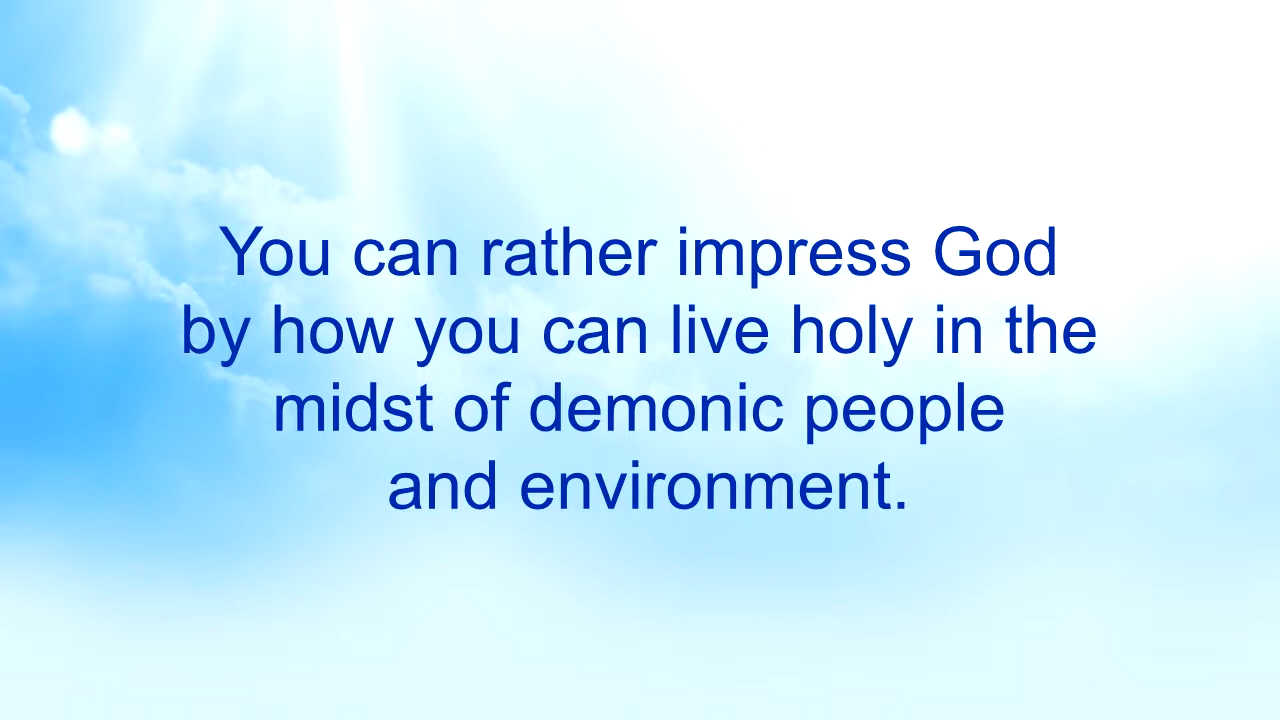 You can rather impress God
by how you can live holy in the
midst of demonic people
and environment.